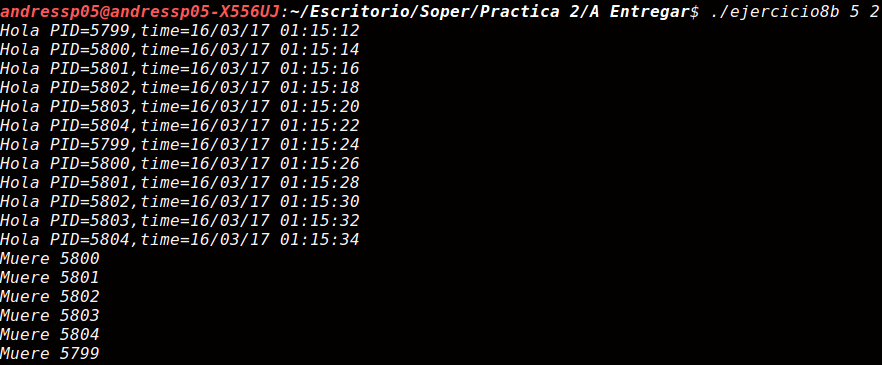 andressp05@andressp05-X556UJ:~/Escritorio/Soper/Practica 2/A Entregar$ ./ejercicio8b 5 2
Hola PID=5799,time=16/03/17 01:15:12
Hola PID=5800,time=16/03/17 01:15:14
Hola PID=5801,time=16/03/17 01:15:16
Hola PID=5802,time=16/03/17 01:15:18
Hola PID=5803,time=16/03/17 01:15:20
Hola PID=5804,time=16/03/17 01:15:22
Hola PID=5799,time=16/03/17 01:15:24
Hola PID=5800,time=16/03/17 01:15:26
Hola PID=5801,time=16/03/17 01:15:28
Hola PID=5802,time=16/03/17 01:15:30
Hola PID=5803,time=16/03/17 01:15:32
Hola PID=5804,time=16/03/17 01:15:34
Muere 5800
Muere 5801
Muere 5802
Muere 5803
Muere 5804
Muere 5799